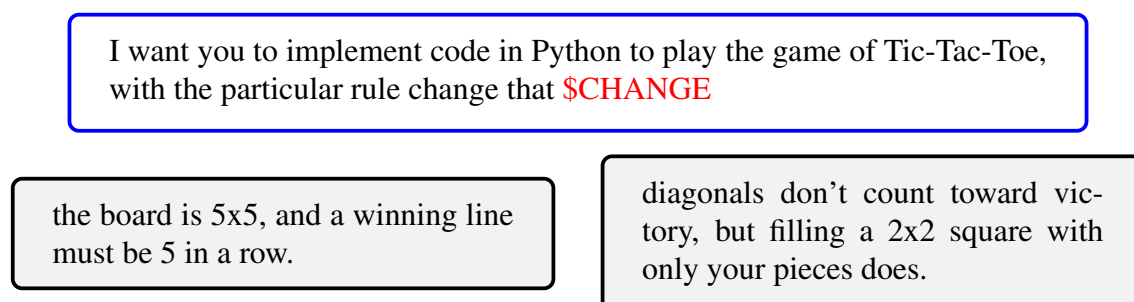 I want you to implement code in Python to play the game of Tic-Tac-Toe,
with the particular rule change that $CHANGE
the board is 5x5, and a winning line
must be 5 in a row.
diagonals don't count toward vic-
tory, but filling a 2x2 square with
only your pieces does.